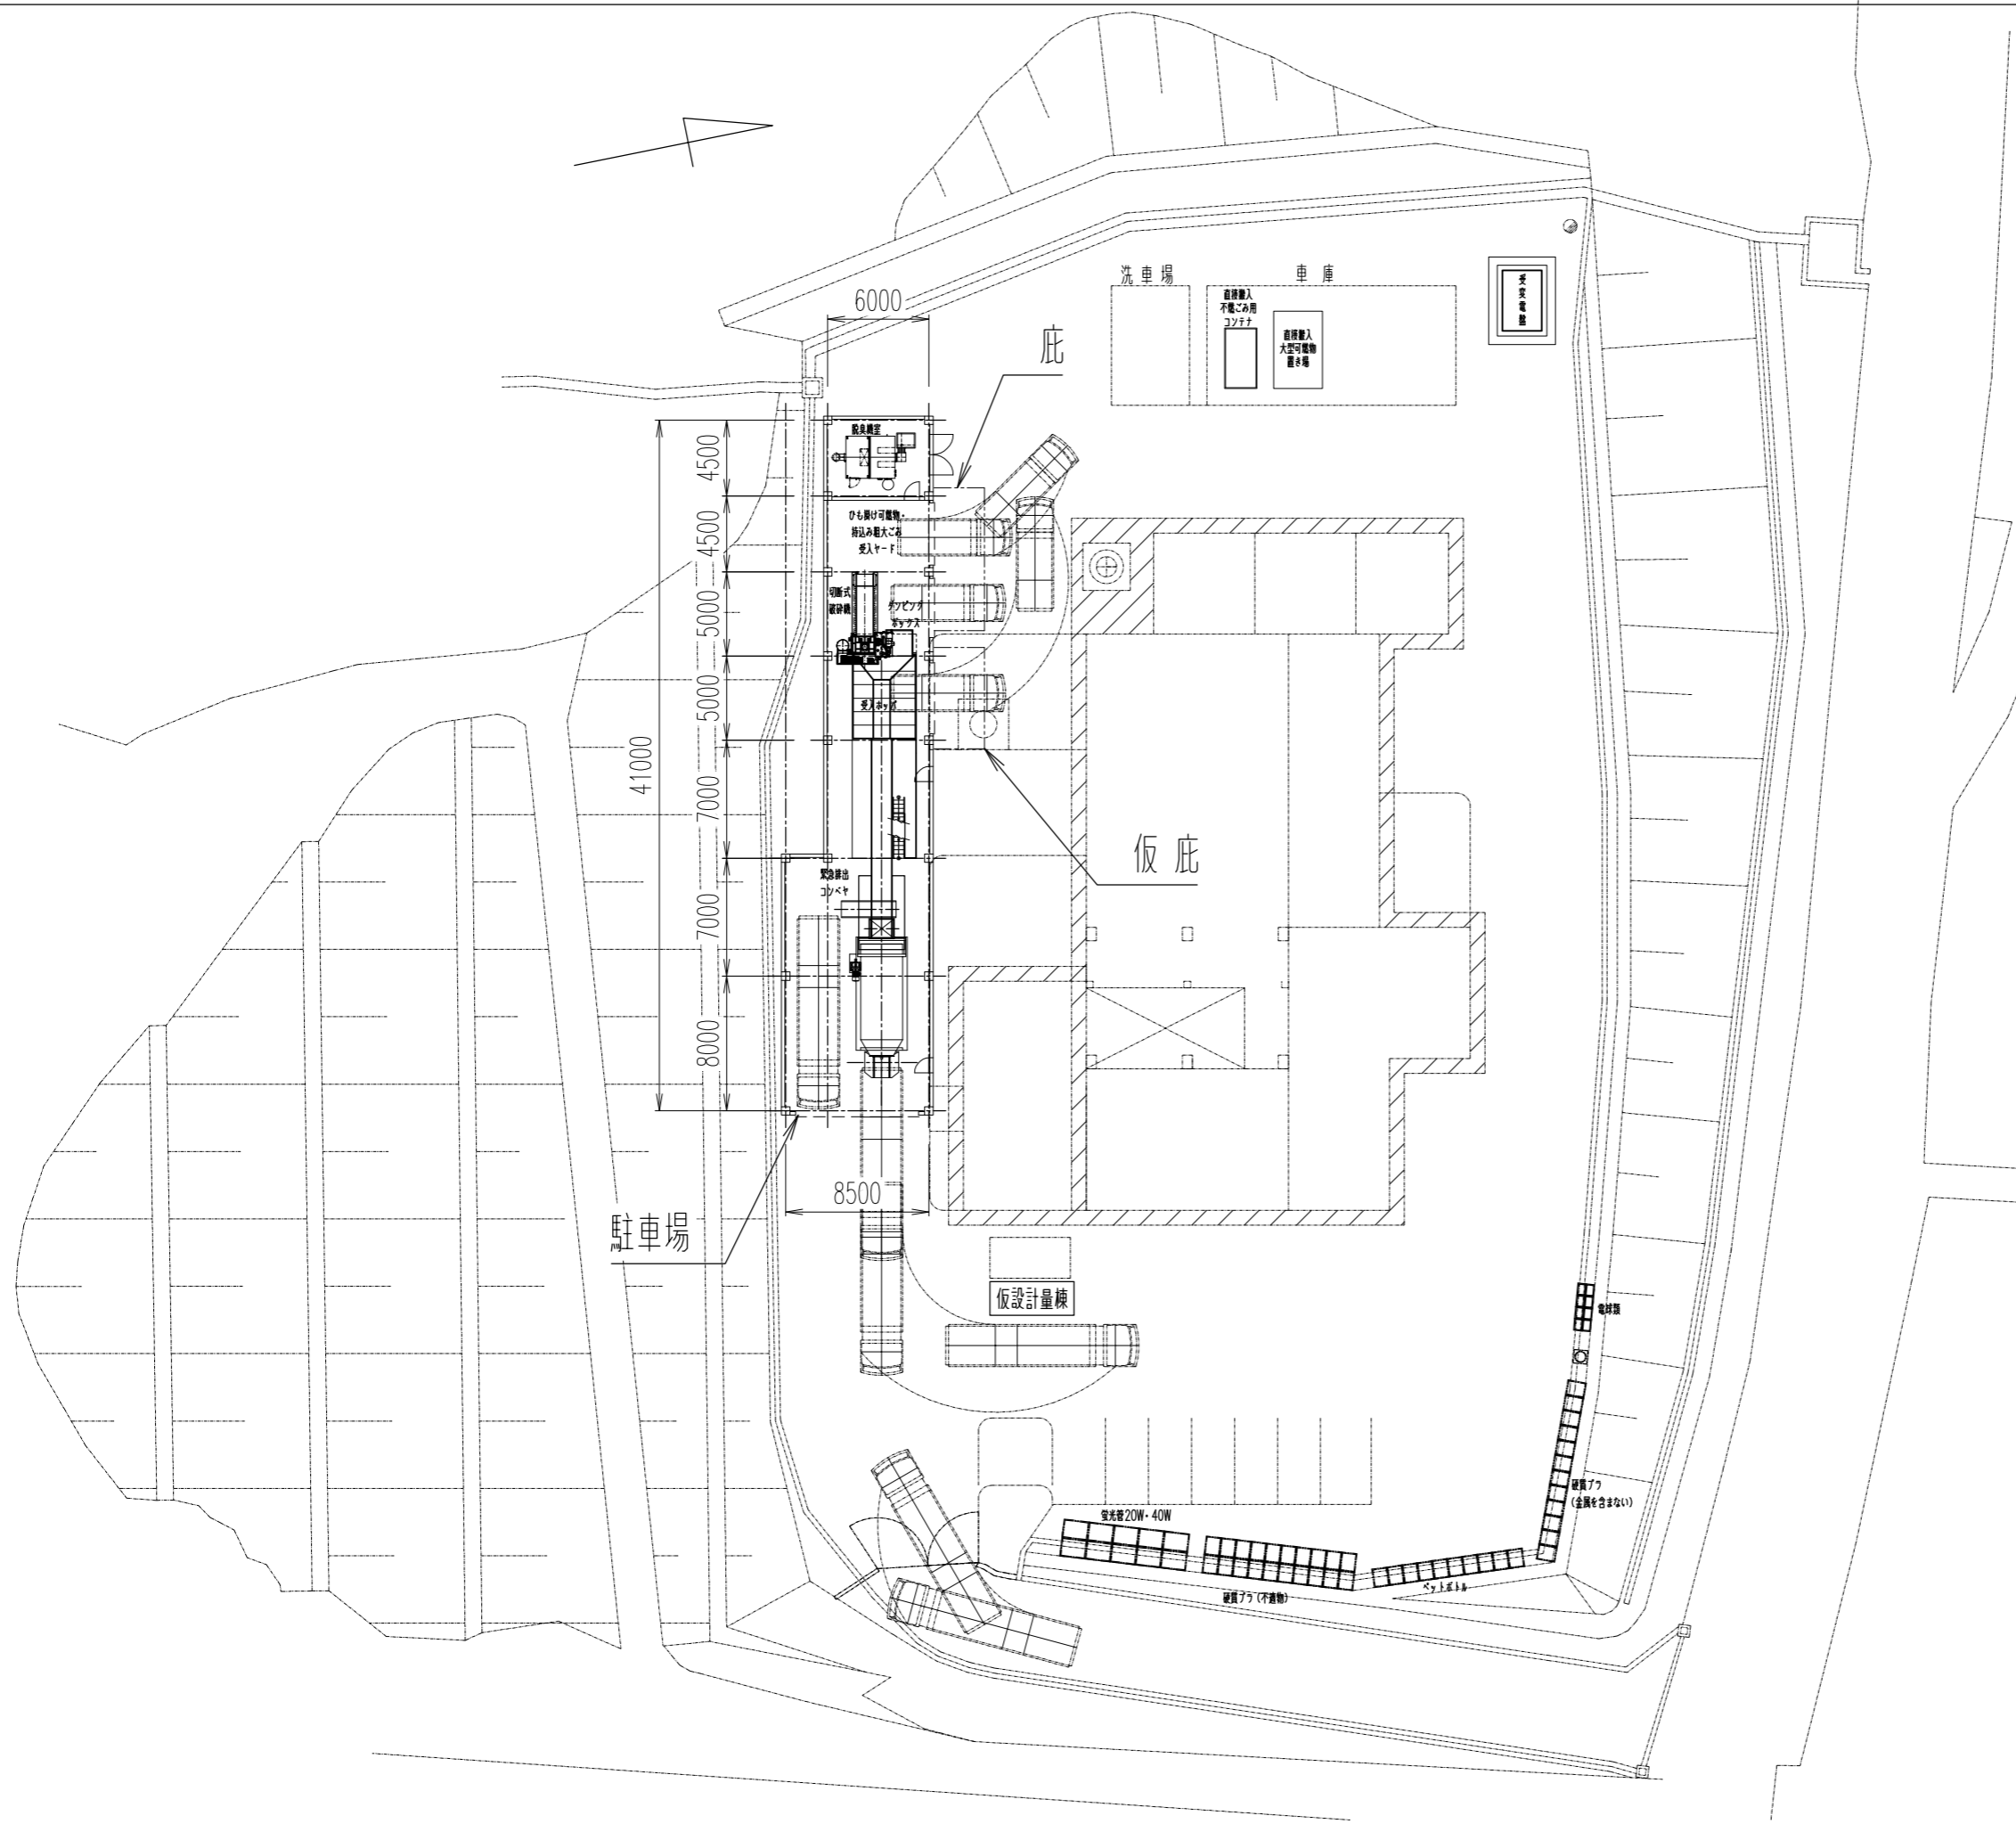 洗車場
車庫
直接搬入
不燃ごみ用
コンテナ
直接搬入
大型可燃物
置き場
受変電盤
6000
庇
脱臭機室
4500
ひも掛け可燃物・
持込み粗大ごみ
受入ヤード
4500
切断式
破砕機
ダンピング
ボックス
5000
受入ホッパ
5000
41000
7000
仮庇
緊急排出
コンベヤ
7000
8000
8500
駐車場
仮設計量棟
電球類
硬質プラ
(金属を含まない)
蛍光管20W・40W
硬質プラ(不適物)
ペットボトル